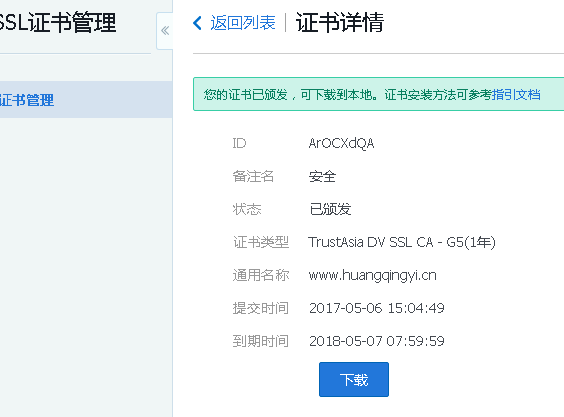 SSL证书管理
证书管理
«
返回列表 | 证书详情
您的证书已颁发，可下载到本地。证书安装方法可参考指引文档
ID ArOCXdQA
备注名 安全
状态 已颁发
证书类型 TrustAsia DV SSL CA - G5(1年)
通用名称 www.huangqingyi.cn
提交时间 2017-05-06 15:04:49
到期时间 2018-05-07 07:59:59
下载